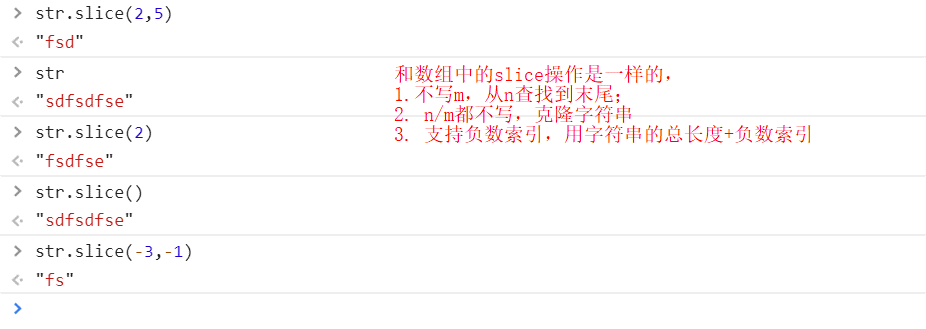 > str.slice(2,5)
<· "fsd"
> str
<· "sdfsdfse"
> str.slice(2)
<· "fsdfse"
> str.slice()
<· "sdfsdfse"
> str.slice(-3,-1)
<· "fs"
>
和数组中的slice操作是一样的，
1.不写m，从n查找到末尾；
2. n/m都不写，克隆字符串
3. 支持负数索引，用字符串的总长度+负数索引